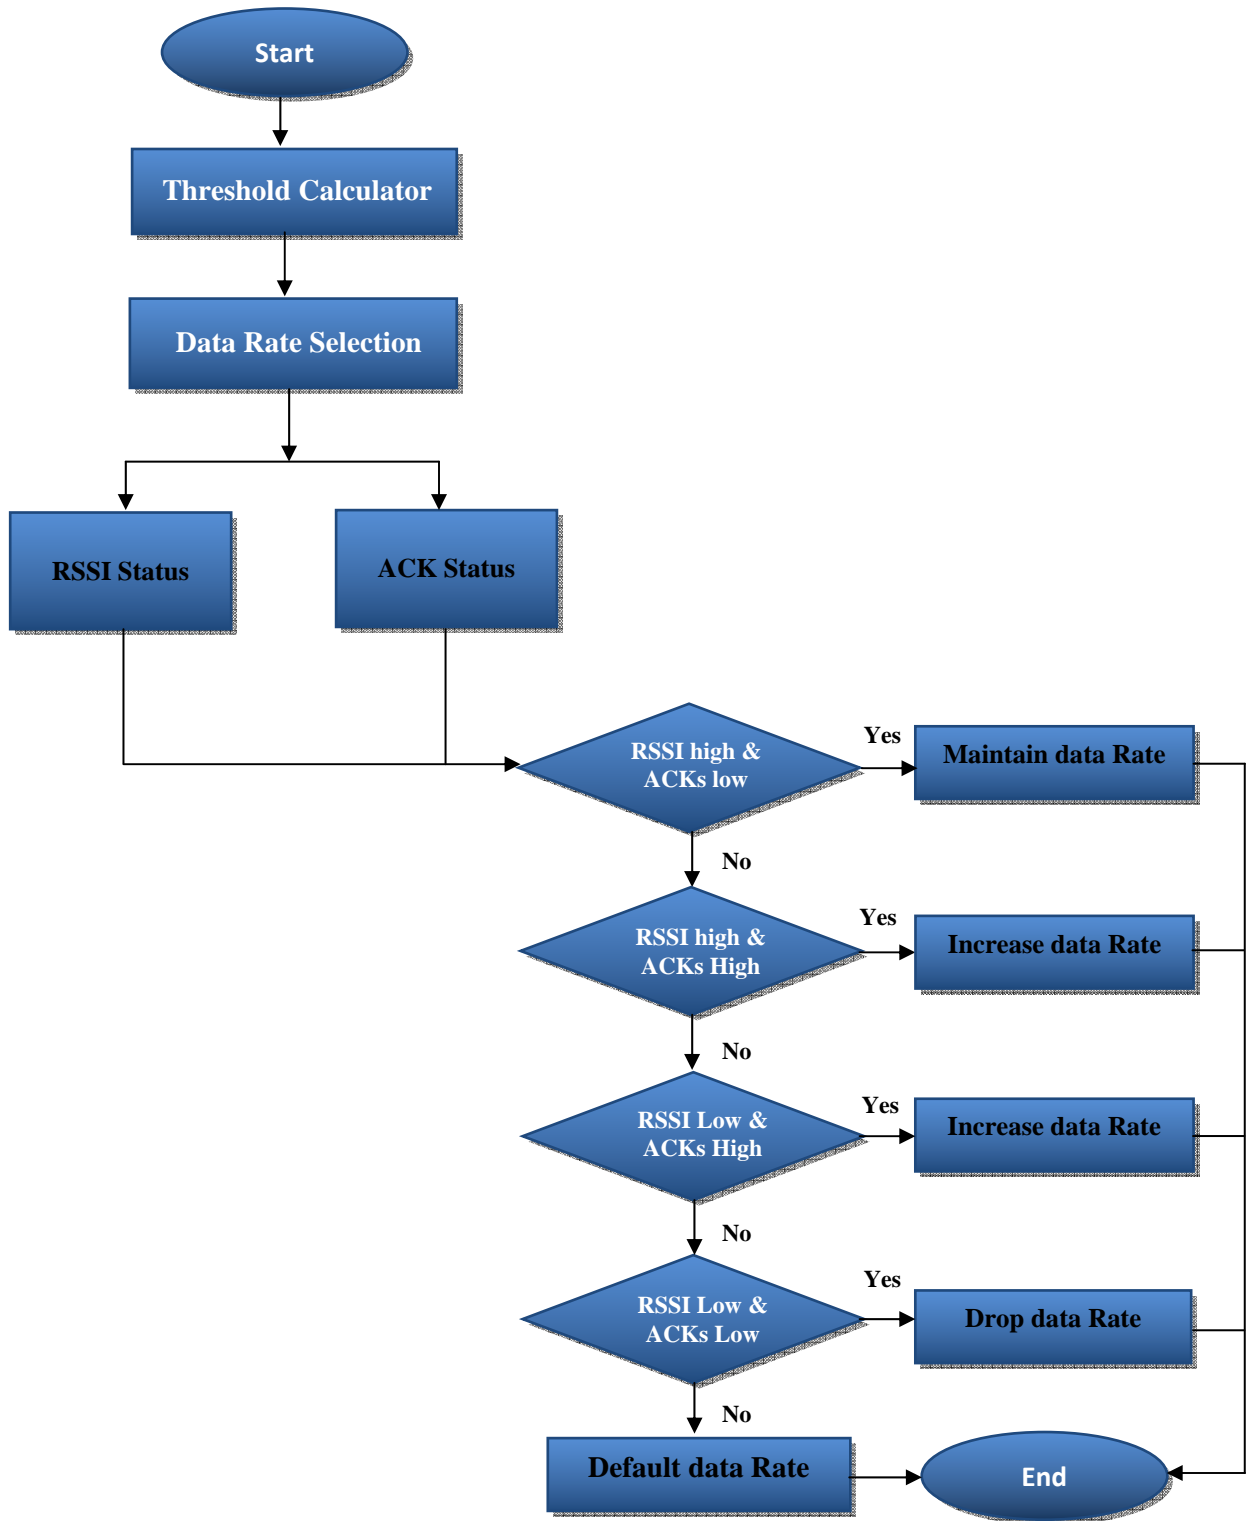 Start
Threshold Calculator
Data Rate Selection
RSSI Status
ACK Status
RSSI high &
ACKs low
Yes
Maintain data Rate
No
RSSI high &
ACKs High
Yes
Increase data Rate
No
RSSI Low &
ACKs High
Yes
Increase data Rate
No
RSSI Low &
ACKs Low
Yes
Drop data Rate
No
Default data Rate
End